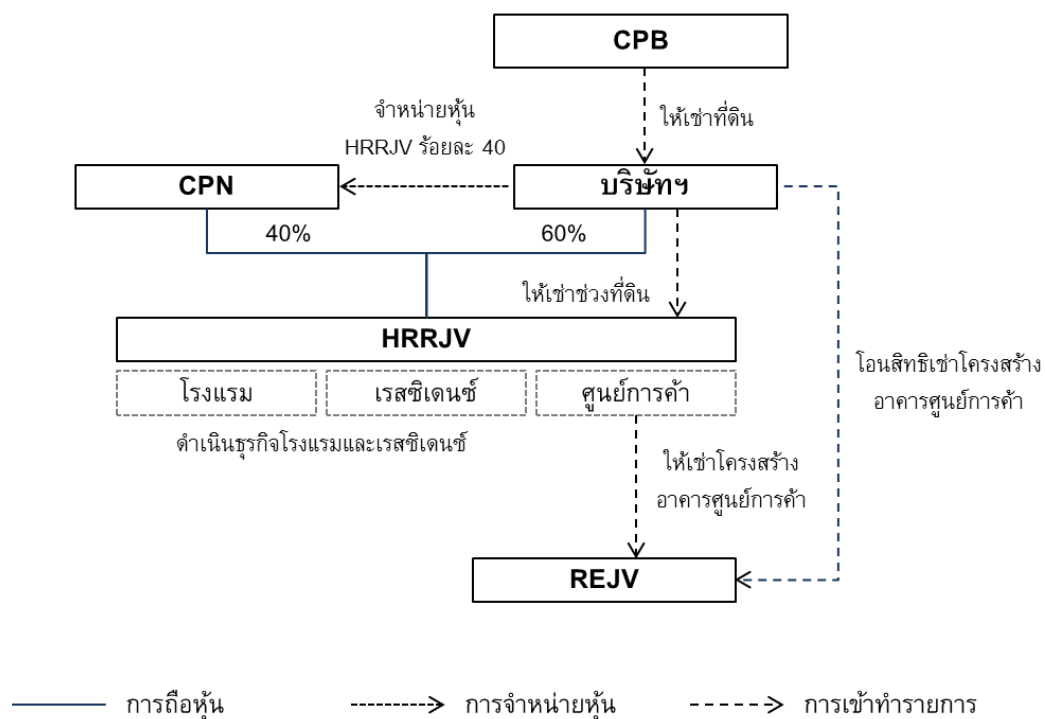 CPB
จำหน่ายหุ้น
HRRJV ร้อยละ 40
ให้เช่าที่ดิน
CPN
บริษัทฯ
40%
60%
ให้เช่าช่วงที่ดิน
HRRJV
โรงแรม
เรสซิเดนซ์
ศูนย์การค้า
ดำเนินธุรกิจโรงแรมและเรสซิเดนซ์
โอนสิทธิเช่าโครงสร้าง
อาคารศูนย์การค้า
ให้เช่าโครงสร้าง
อาคารศูนย์การค้า
REJV
การถือหุ้น
การจำหน่ายหุ้น
การเข้าทำรายการ